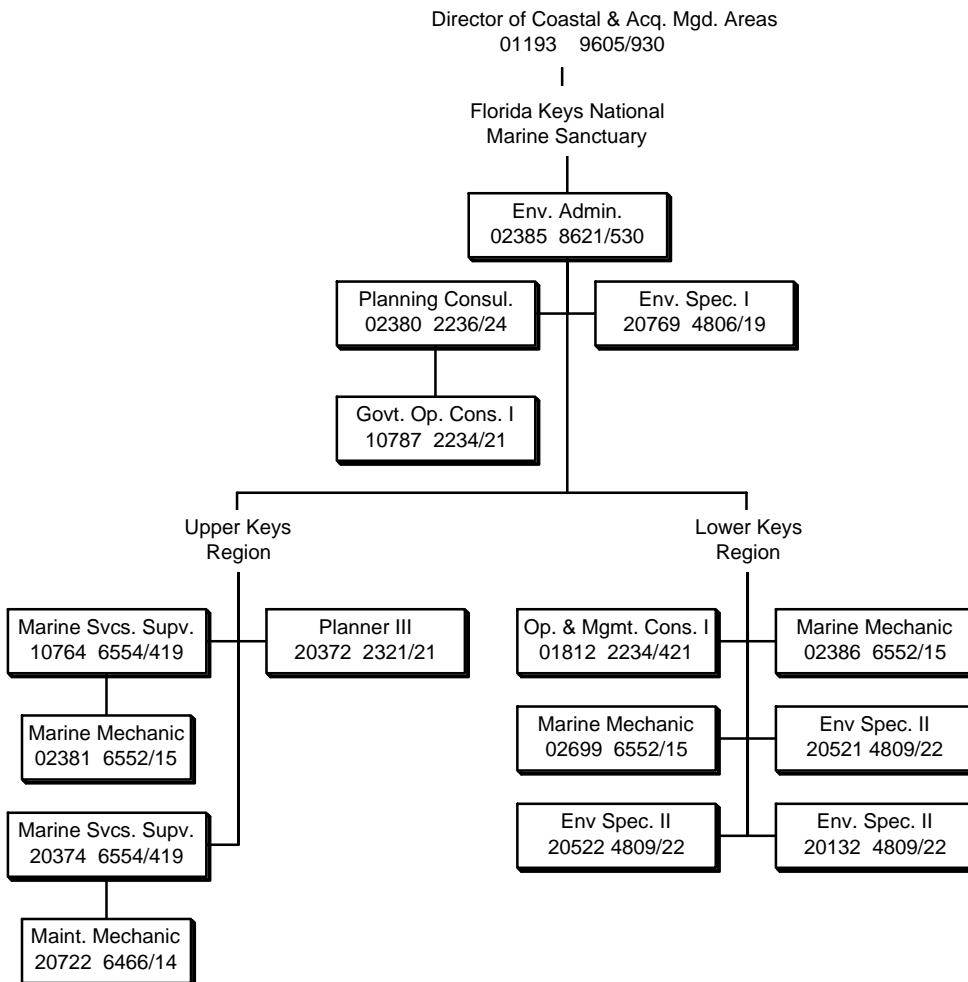 Director of Coastal & Acq. Mgd. Areas
01193 9605/930
Florida Keys National
Marine Sanctuary
Env. Admin.
02385 8621/530
Planning Consul.
02380 2236/24
Env. Spec. I
20769 4806/19
Govt. Op. Cons. I
10787 2234/21
Upper Keys
Region
Marine Svcs. Supv.
10764 6554/419
Planner III
20372 2321/21
Marine Mechanic
02381 6552/15
Marine Svcs. Supv.
20374 6554/419
Maint. Mechanic
20722 6466/14
Lower Keys
Region
Op. & Mgmt. Cons. I
01812 2234/421
Marine Mechanic
02386 6552/15
Marine Mechanic
02699 6552/15
Env Spec. II
20521 4809/22
Env Spec. II
20522 4809/22
Env. Spec. II
20132 4809/22